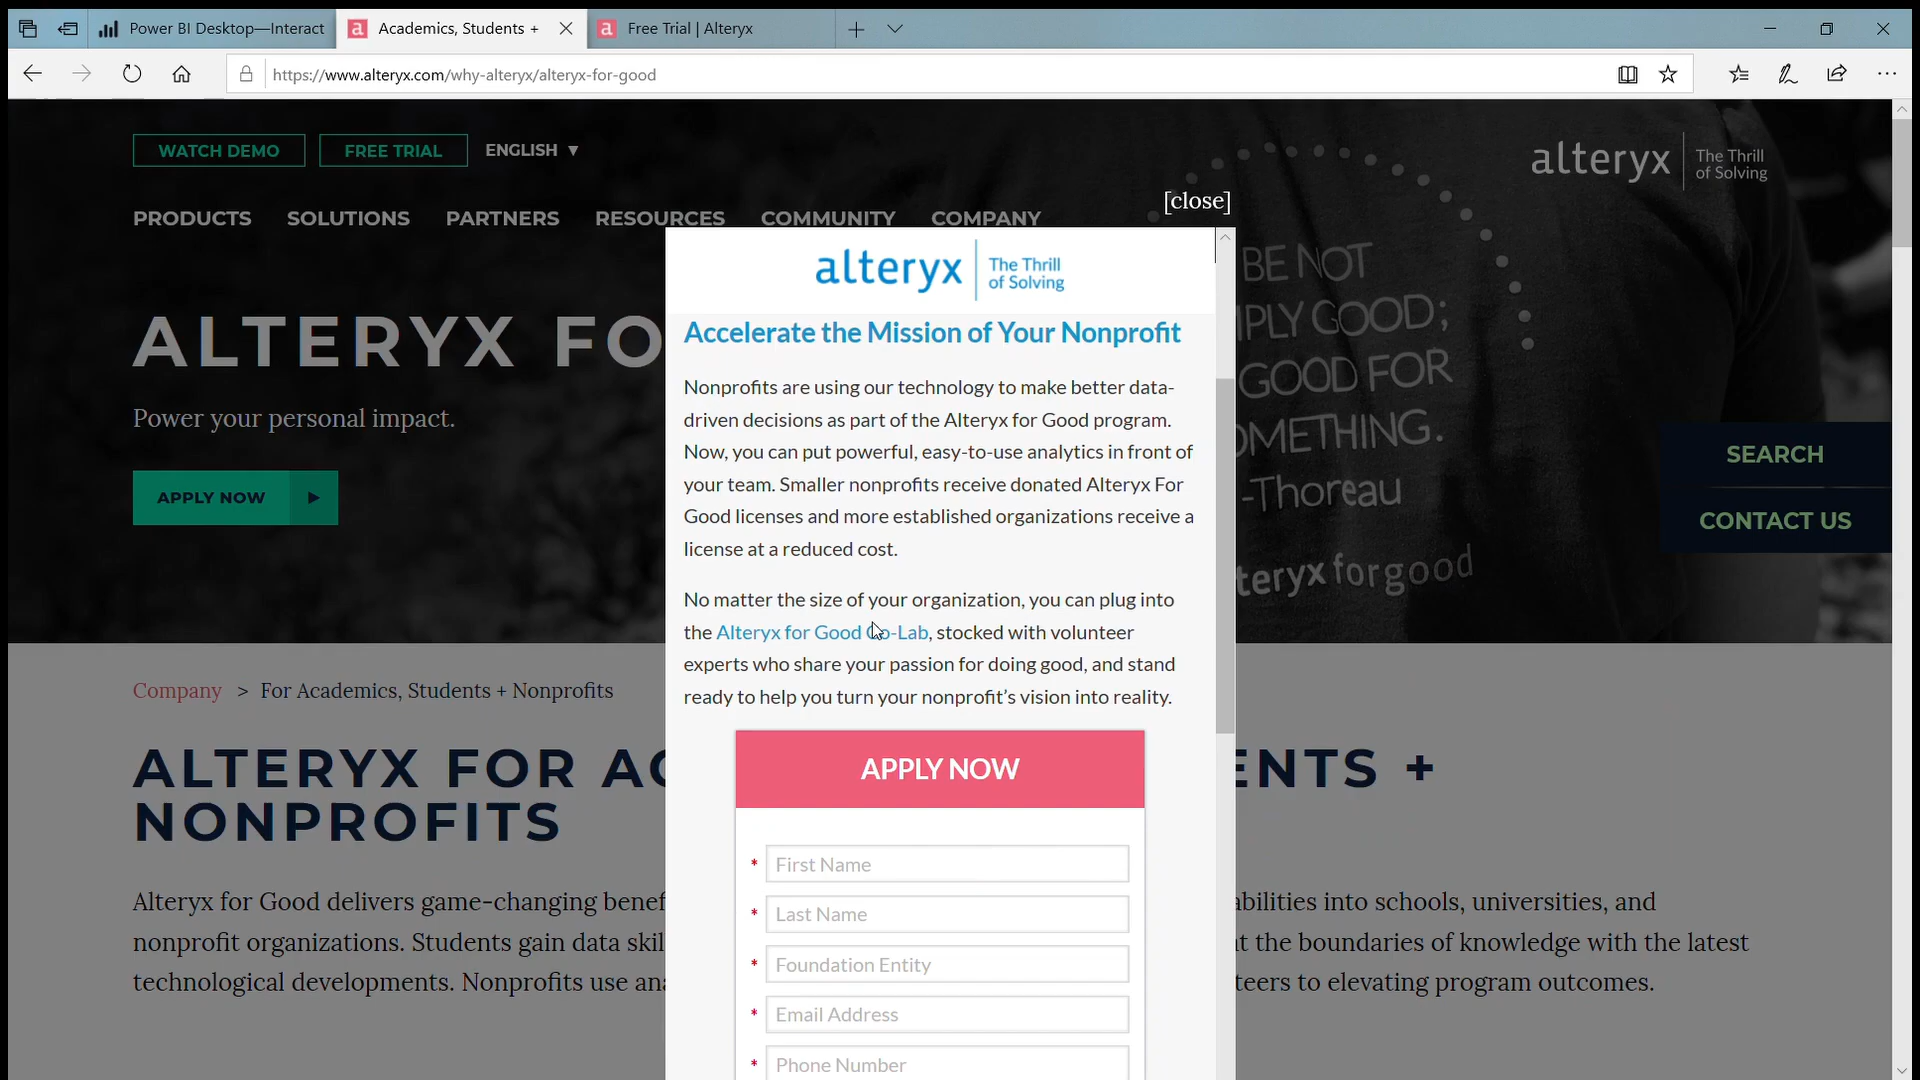 Power BI Desktop—Interact
Academics, Students +
Free Trial | Alteryx
https://www.alteryx.com/why-alteryx/alteryx-for-good
WATCH DEMO
FREE TRIAL
ENGLISH ▼
alteryx | The Thrill
of Solving
[close]
PRODUCTS
SOLUTIONS
PARTNERS
RESOURCES
COMMUNITY
COMPANY
ALTERYX FO
Power your personal impact.
APPLY NOW
BE NOT
MPLY GOOD;
GOOD FOR
OMETHING.
-Thoreau
teryx forgood
SEARCH
CONTACT US
alteryx | The Thrill
of Solving
Accelerate the Mission of Your Nonprofit
Nonprofits are using our technology to make better data-
driven decisions as part of the Alteryx for Good program.
Now, you can put powerful, easy-to-use analytics in front of
your team. Smaller nonprofits receive donated Alteryx For
Good licenses and more established organizations receive a
license at a reduced cost.
No matter the size of your organization, you can plug into
the Alteryx for Good Co-Lab, stocked with volunteer
experts who share your passion for doing good, and stand
ready to help you turn your nonprofit's vision into reality.
APPLY NOW
* First Name
* Last Name
* Foundation Entity
* Email Address
* Phone Number
Company > For Academics, Students + Nonprofits
ALTERYX FOR AC ENTS +
NONPROFITS
Alteryx for Good delivers game-changing benef abilities into schools, universities, and
nonprofit organizations. Students gain data skil t the boundaries of knowledge with the latest
technological developments. Nonprofits use ana teers to elevating program outcomes.